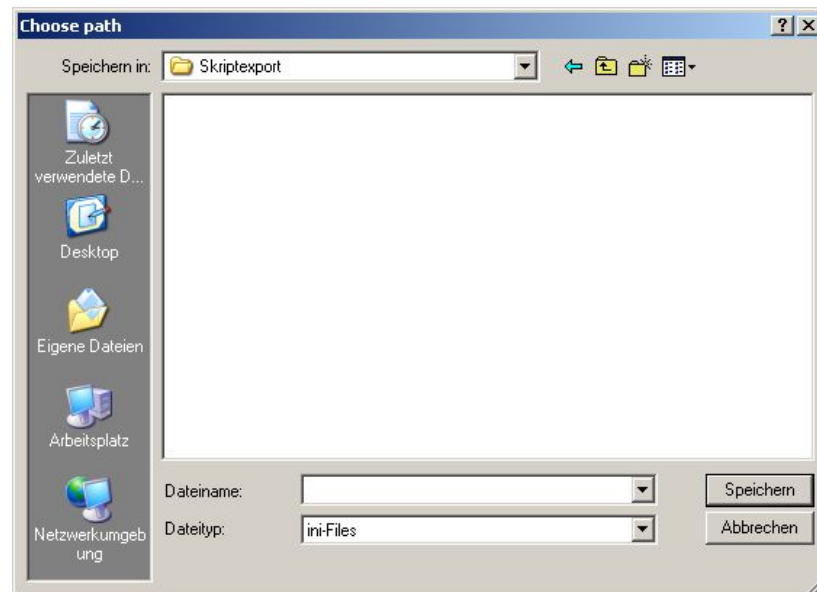 Choose path
Speichern in:
Skriptexport
Zuletzt
verwendete D...
Desktop
Eigene Dateien
Arbeitsplatz
Netzwerkumgeb
ung
Dateiname:
Speichern
Dateityp:
ini-Files
Abbrechen